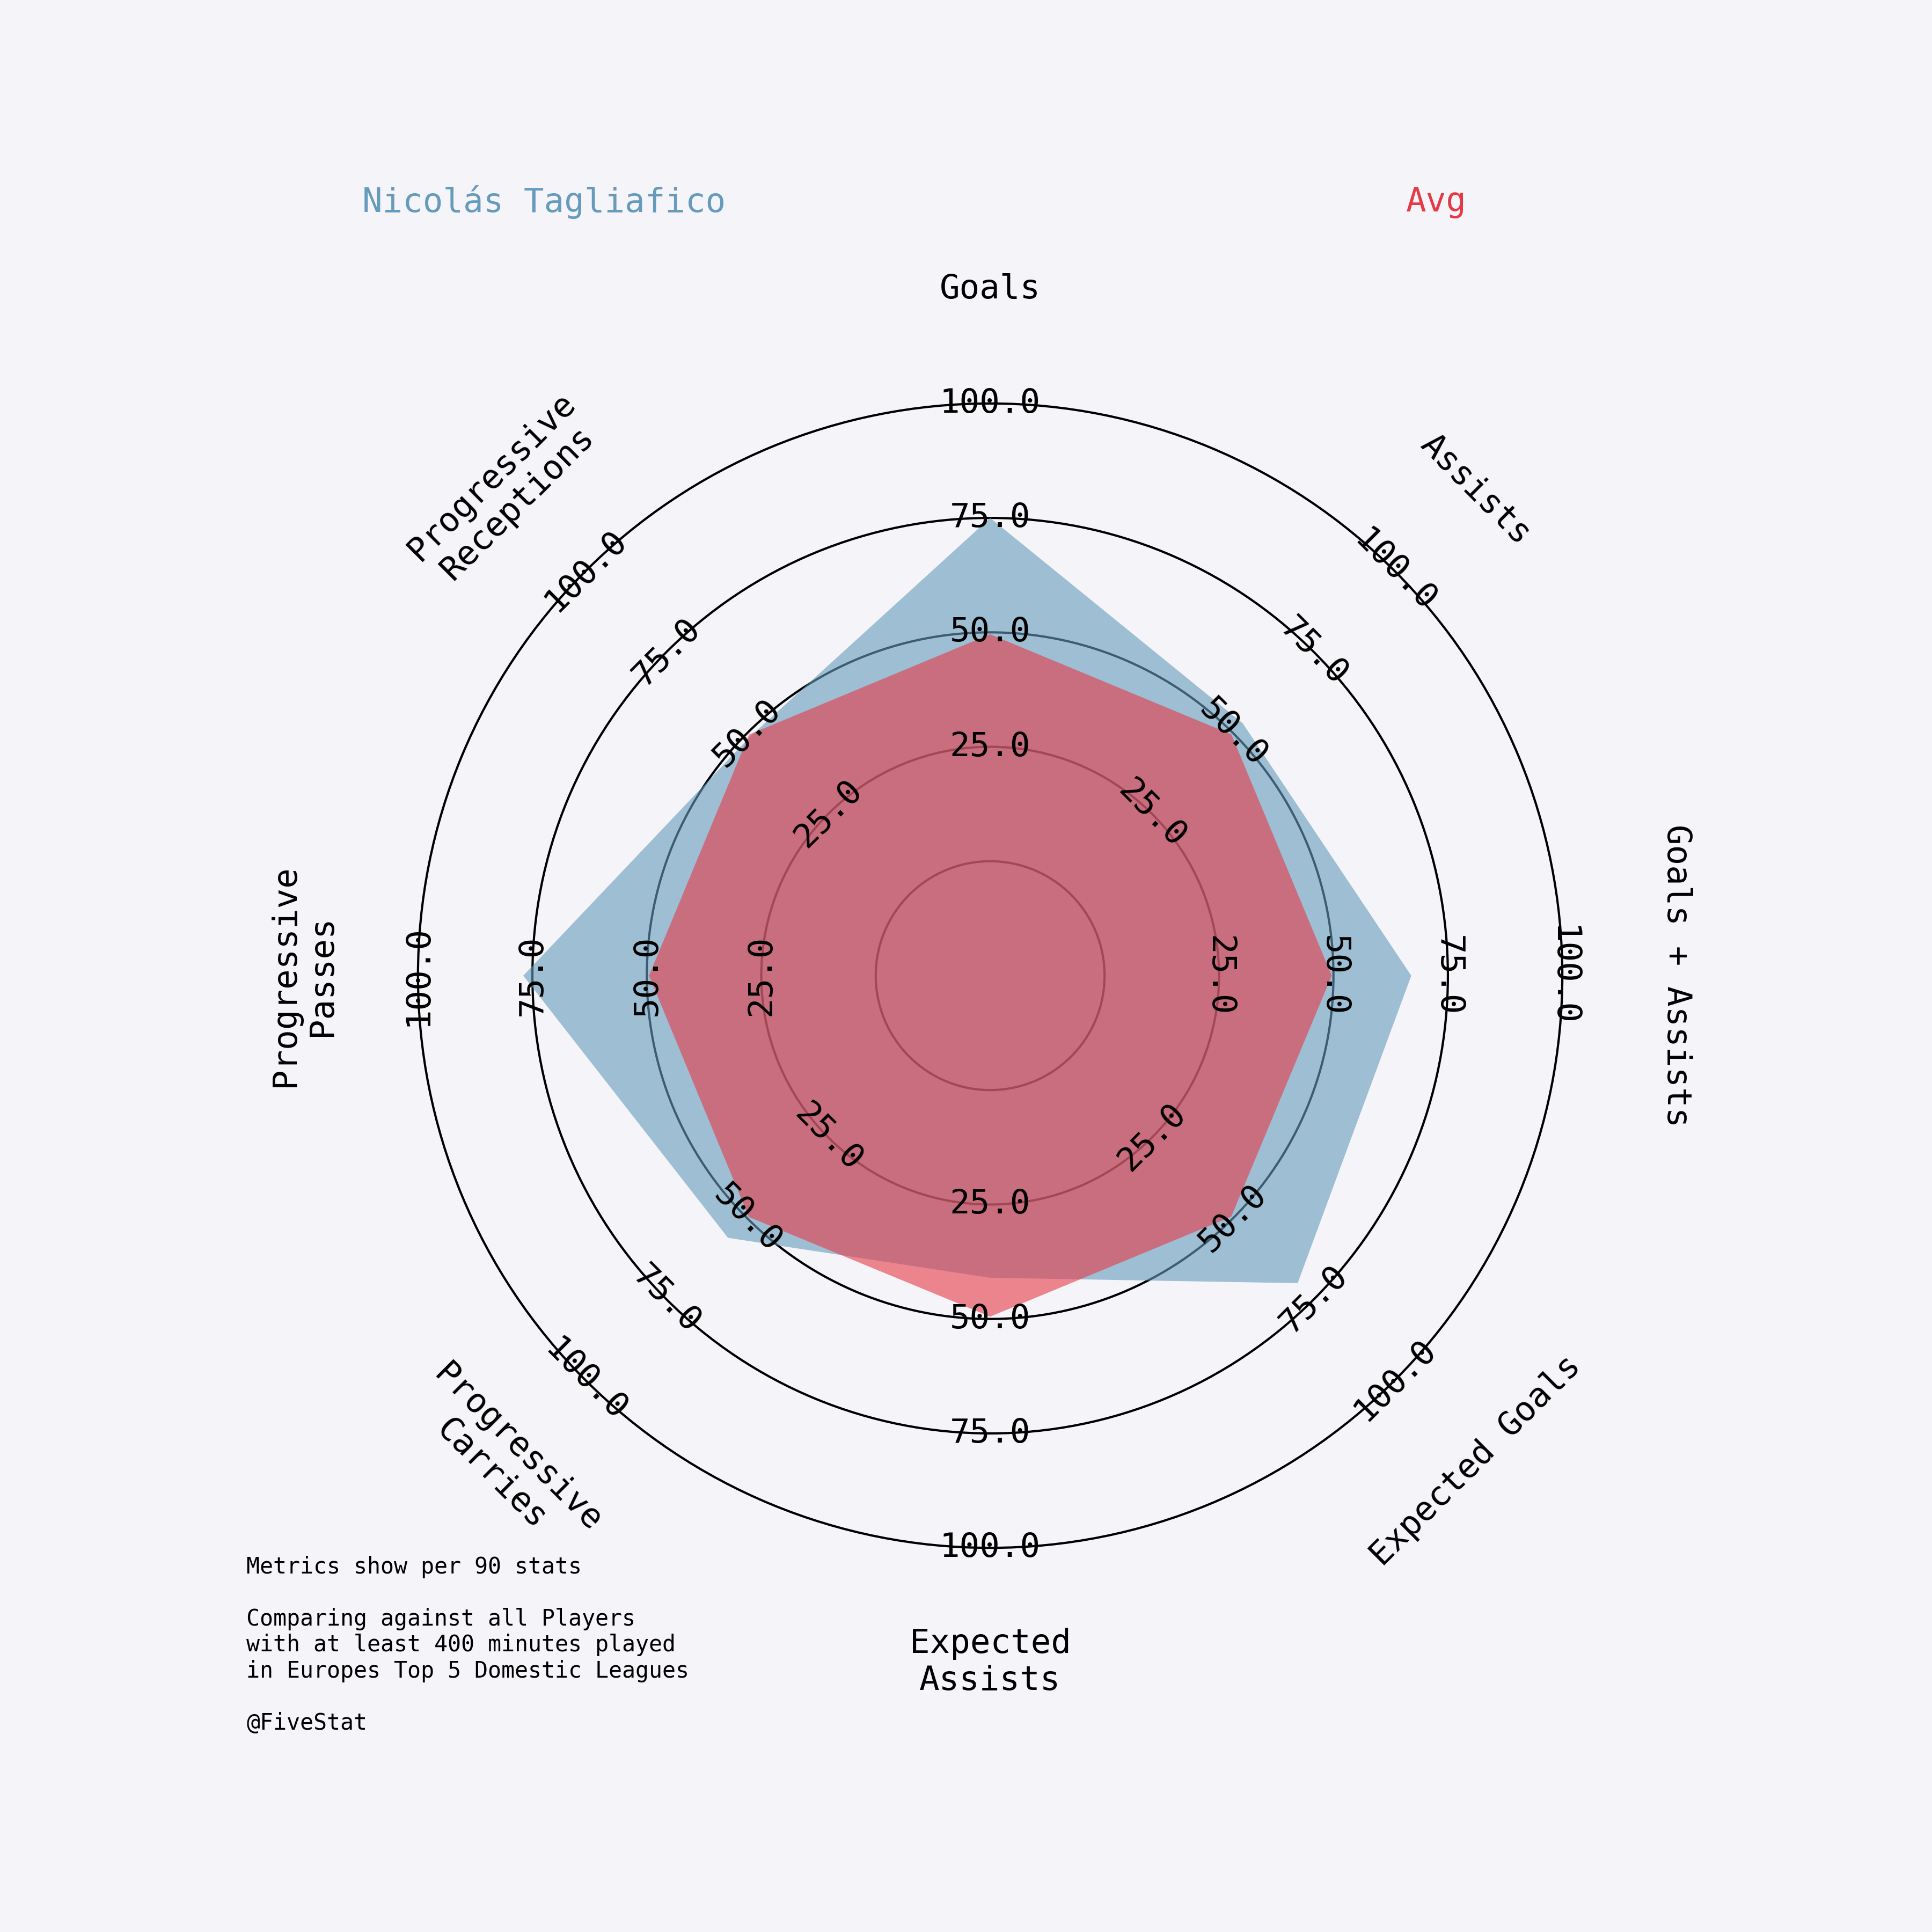 Nicolás Tagliafico
Avg
Goals
Assists
Goals + Assists
Expected Goals
Expected
Assists
Progressive
Carries
Progressive
Passes
Progressive
Receptions
25.0
50.0
75.0
100.0
25.0
50.0
75.0
100.0
25.0
50.0
75.0
100.0
25.0
50.0
75.0
100.0
25.0
50.0
75.0
100.0
25.0
50.0
75.0
100.0
25.0
50.0
75.0
100.0
25.0
50.0
75.0
100.0
Metrics show per 90 stats
Comparing against all Players
with at least 400 minutes played
in Europes Top 5 Domestic Leagues
@FiveStat